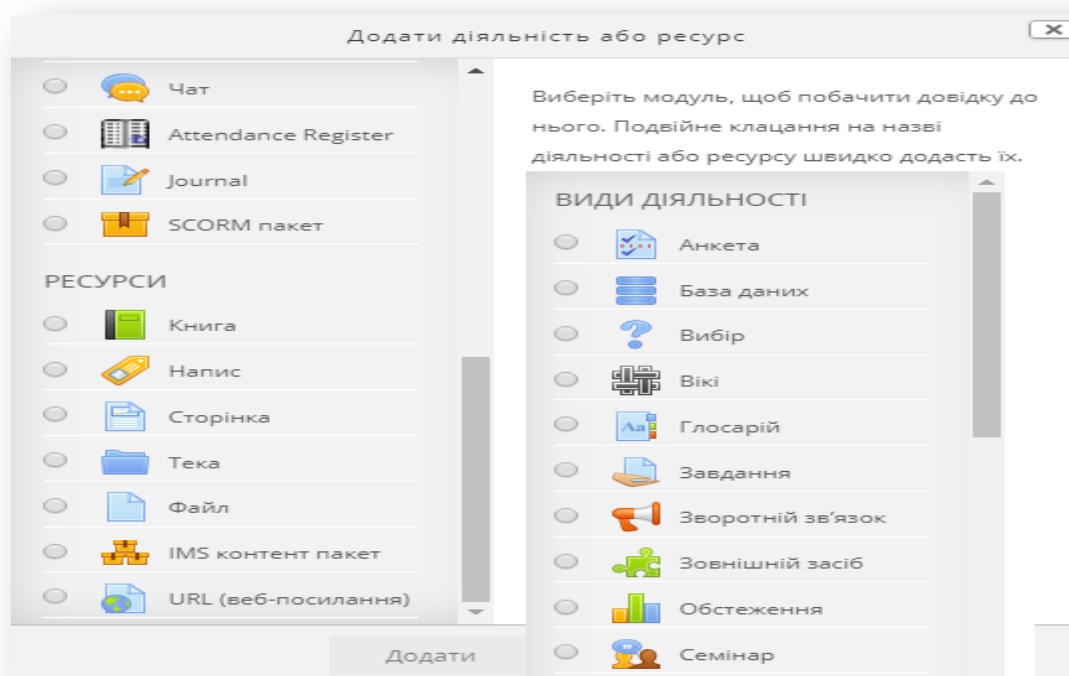 Додати діяльність або ресурс
Чат
Attendance Register
Journal
SCORM пакет
РЕСУРСИ
Книга
Напис
Сторінка
Тека
Файл
IMS контент пакет
URL (веб-посилання)
Додати
Виберіть модуль, щоб побачити довідку до
нього. Подвійне клацання на назві
діяльності або ресурсу швидко додасть їх.
ВИДИ ДІЯЛЬНОСТІ
Анкета
База даних
Вибір
Вікі
Глосарій
Завдання
Зворотній зв’язок
Зовнішній засіб
Обстеження
Семінар